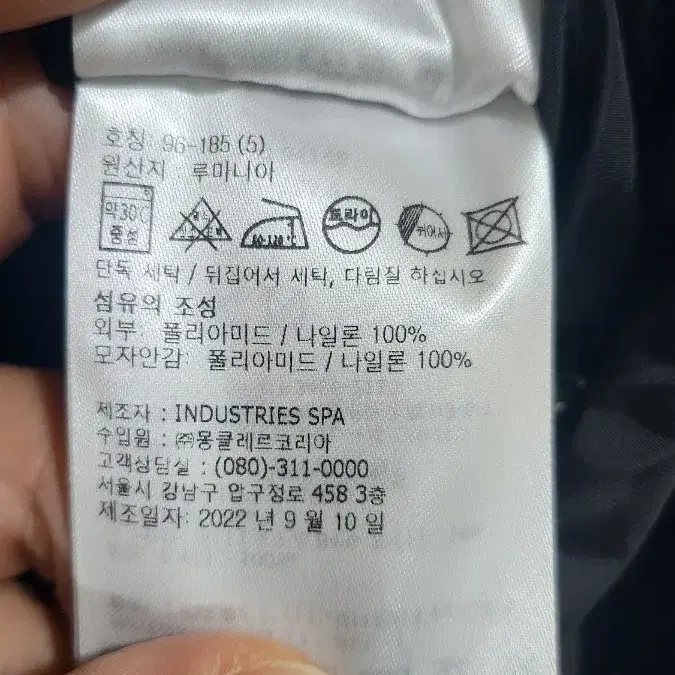 호칭: 96-185 (5)
원산지 : 루마니아
약30℃
중성
80-120℃
드라이
뉘어서
단독 세탁 / 뒤집어서 세탁, 다림질 하십시오
섬유의 조성
외부: 폴리아미드 / 나일론 100%
모자안감: 폴리아미드 / 나일론 100%
제조자 : INDUSTRIES SPA
수입원 : ㈜몽클레르코리아
고객상담실 : (080)-311-0000
서울시 강남구 압구정로 458 3층
제조일자: 2022 년 9 월 10 일